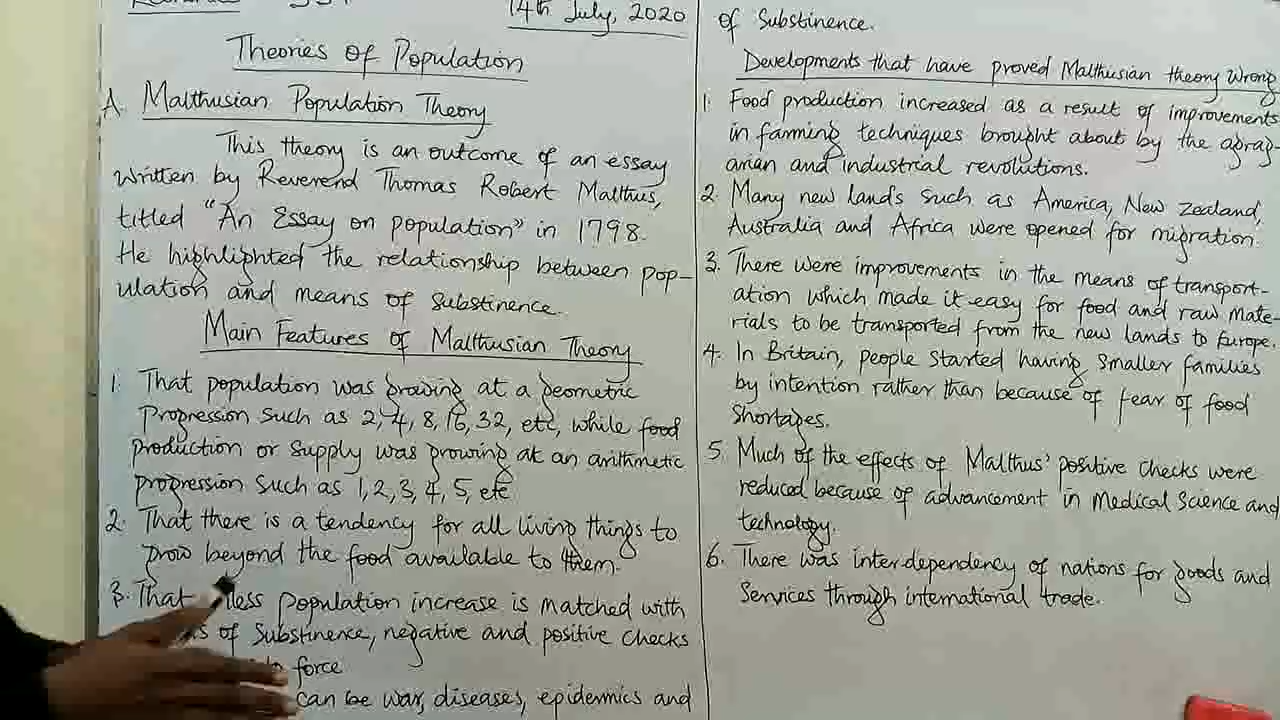 14th July, 2020
Theories of Population
A. Malthusian Population Theory
This theory is an outcome of an essay
written by Reverend Thomas Robert Malthus,
titled "An Essay on population" in 1798.
He highlighted the relationship between pop-
ulation and means of Substinence.
Main Features of Malthusian Theory
1. That population was growing at a geometric
Progression such as 2, 4, 8, 16, 32, etc, while food
production or supply was growing at an arithmetic
progression such as 1, 2, 3, 4, 5, etc
2. That there is a tendency for all living things to
grow beyond the food available to them.
3. That less population increase is matched with
of Substinence, negative and positive checks
force
can be war, diseases, epidemics and
of Substinence.
Developments that have proved Malthusian theory Wrong
1. Food production increased as a result of improvements
in farming techniques brought about by the agrag-
arian and industrial revolutions.
2. Many new lands such as America, New Zealand,
Australia and Africa were opened for migration.
3. There were improvements in the means of transport-
ation which made it easy for food and raw mate-
rials to be transported from the new lands to Europe.
4. In Britain, people started having smaller families
by intention rather than because of fear of food
shortages.
5. Much of the effects of Malthus' positive checks were
reduced because of advancement in Medical Science and
technology.
6. There was interdependency of nations for goods and
Services through international trade.